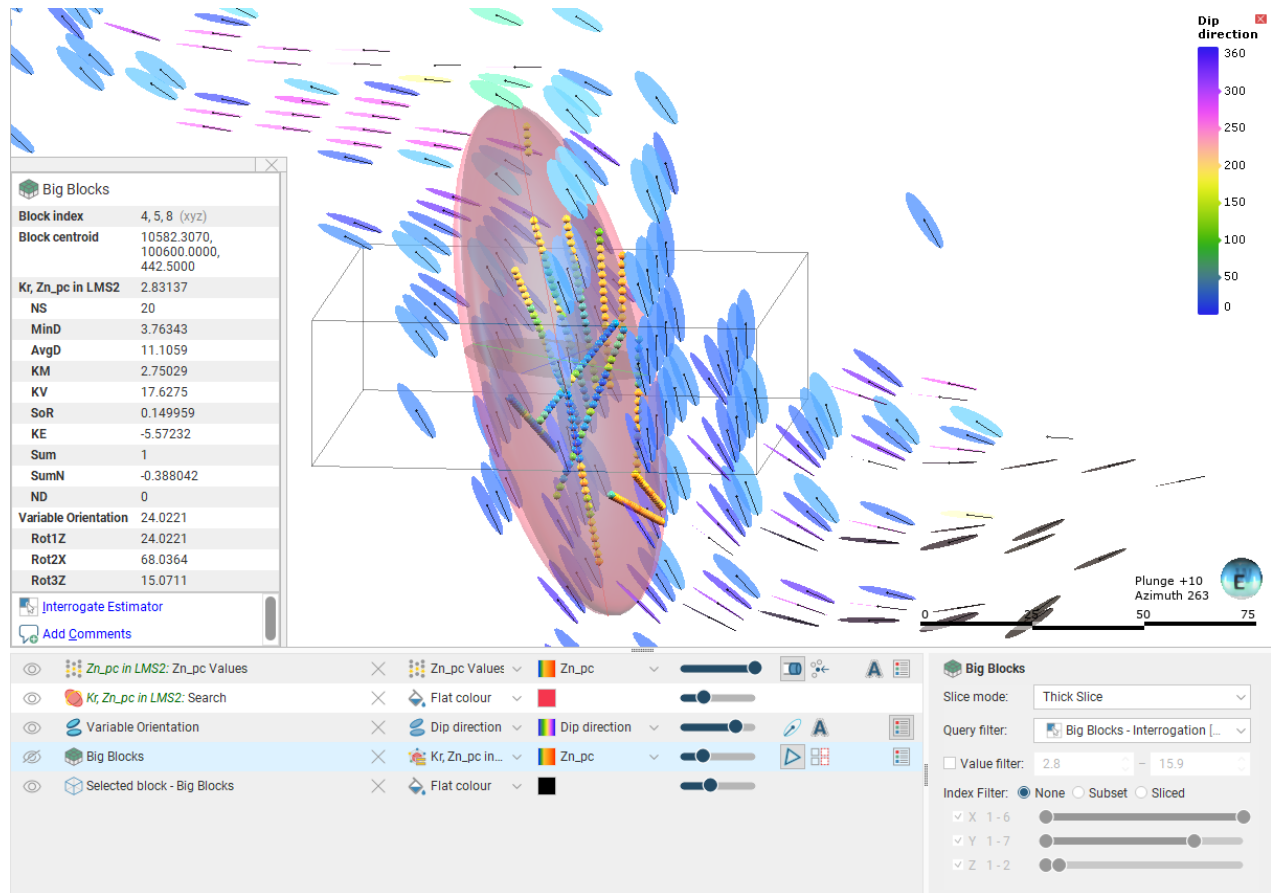 Dip
direction
360
300
250
200
150
100
50
0
Big Blocks
Block index 4, 5, 8 (xyz)
Block centroid 10582.3070,
100600.0000,
442.5000
Kr, Zn_pc in LMS2 2.83137
NS 20
MinD 3.76343
AvgD 11.1059
KM 2.75029
KV 17.6275
SoR 0.149959
KE -5.57232
Sum 1
SumN -0.388042
ND 0
Variable Orientation 24.0221
Rot1Z 24.0221
Rot2X 68.0364
Rot3Z 15.0711
Interrogate Estimator
Add Comments
Plunge +10
Azimuth 263
E
0 25 50 75
Zn_pc in LMS2: Zn_pc Values Zn_pc Values Zn_pc
Kr, Zn_pc in LMS2: Search Flat colour
Variable Orientation Dip direction Dip direction
Big Blocks Kr, Zn_pc in... Zn_pc
Selected block - Big Blocks Flat colour
Big Blocks
Slice mode: Thick Slice
Query filter: Big Blocks - Interrogation [...
Value filter: 2.8 – 15.9
Index Filter: None Subset Sliced
X 1 - 6
Y 1 - 7
Z 1 - 2